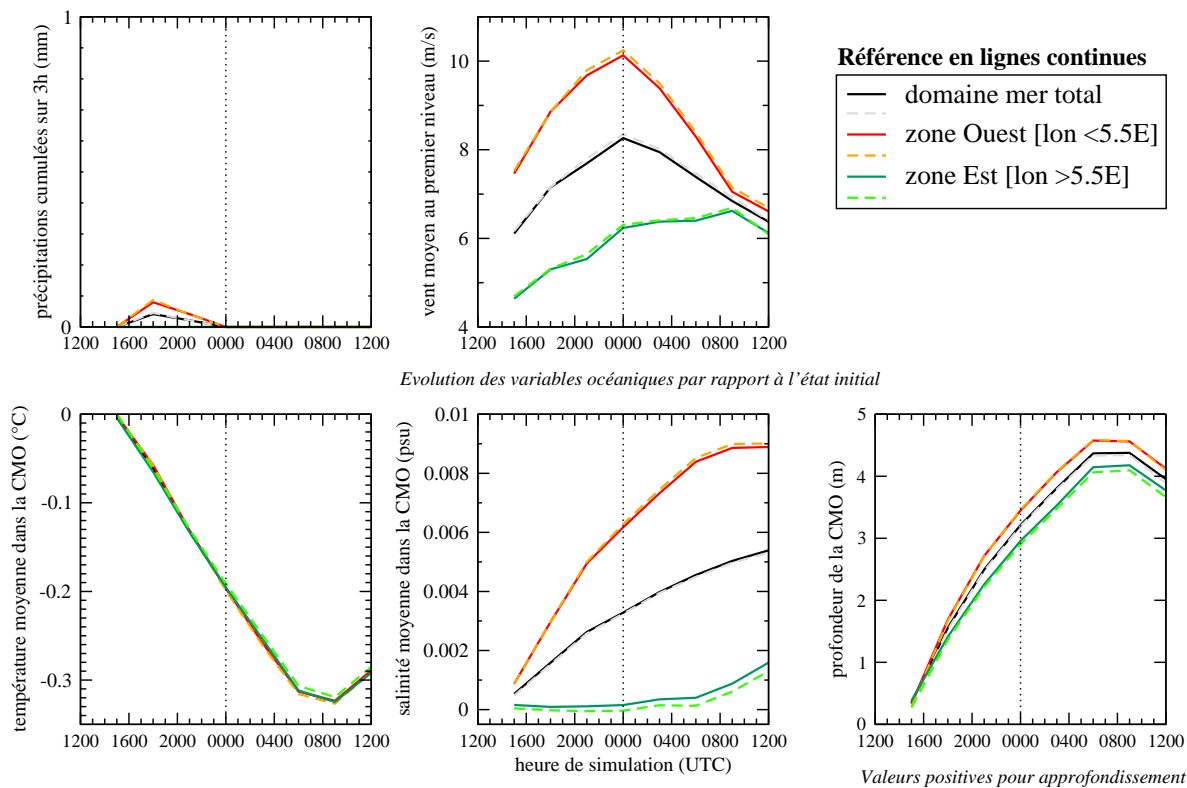 précipitations cumulées sur 3h (mm)
1
0
1200 1600 2000 0000 0400 0800 1200
vent moyen au premier niveau (m/s)
10
8
6
4
1200 1600 2000 0000 0400 0800 1200
Référence en lignes continues
domaine mer total
zone Ouest [lon <5.5E]
zone Est [lon >5.5E]
Evolution des variables océaniques par rapport à l'état initial
température moyenne dans la CMO (°C)
0
-0.1
-0.2
-0.3
1200 1600 2000 0000 0400 0800 1200
salinité moyenne dans la CMO (psu)
0.01
0.008
0.006
0.004
0.002
0
1200 1600 2000 0000 0400 0800 1200
heure de simulation (UTC)
profondeur de la CMO (m)
5
4
3
2
1
0
1200 1600 2000 0000 0400 0800 1200
Valeurs positives pour approfondissement